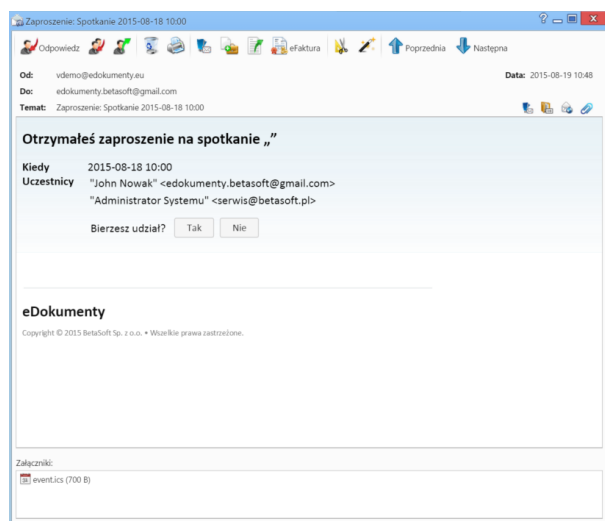 Zaproszenie: Spotkanie 2015-08-18 10:00
Odpowiedz eFaktura Poprzednia Następna
Od: vdemo@edokumenty.eu Data: 2015-08-19 10:48
Do: edokumenty.betasoft@gmail.com
Temat: Zaproszenie: Spotkanie 2015-08-18 10:00
Otrzymałeś zaproszenie na spotkanie „”
Kiedy 2015-08-18 10:00
Uczestnicy "John Nowak" <edokumenty.betasoft@gmail.com>
"Administrator Systemu" <serwis@betasoft.pl>
Bierzesz udział? Tak Nie
eDokumenty
Copyright © 2015 BetaSoft Sp. z o.o. • Wszelkie prawa zastrzeżone.
Załączniki:
event.ics (700 B)